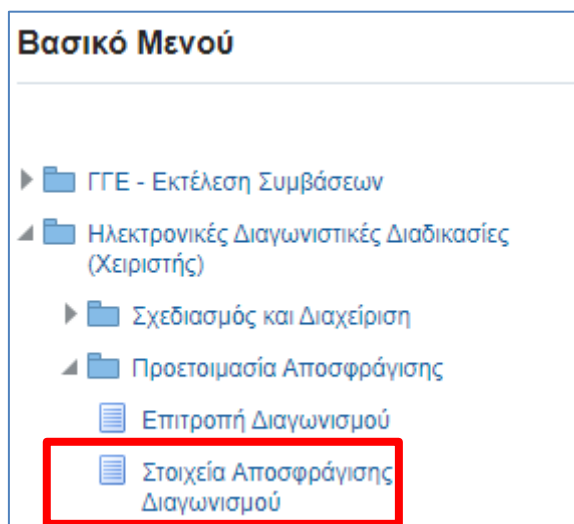 Βασικό Μενού
ΓΓΕ - Εκτέλεση Συμβάσεων
Ηλεκτρονικές Διαγωνιστικές Διαδικασίες
(Χειριστής)
Σχεδιασμός και Διαχείριση
Προετοιμασία Αποσφράγισης
Επιτροπή Διαγωνισμού
Στοιχεία Αποσφράγισης
Διαγωνισμού